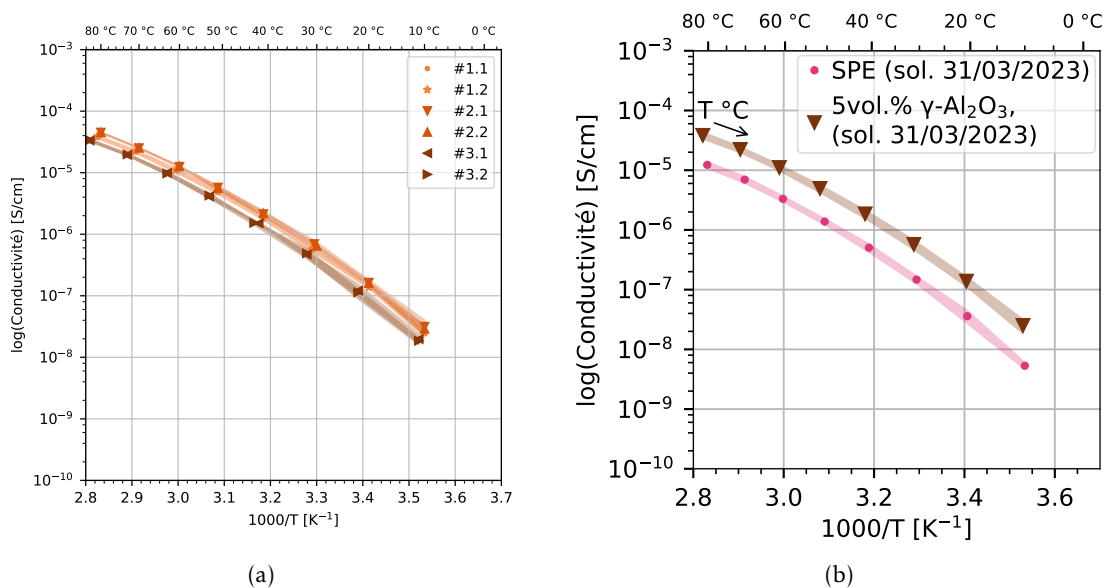 80 °C 70 °C 60 °C 50 °C 40 °C 30 °C 20 °C 10 °C 0 °C
10⁻³
10⁻⁴
10⁻⁵
10⁻⁶
10⁻⁷
10⁻⁸
10⁻⁹
10⁻¹⁰
log(Conductivité) [S/cm]
#1.1
#1.2
#2.1
#2.2
#3.1
#3.2
2.8 2.9 3.0 3.1 3.2 3.3 3.4 3.5 3.6 3.7
1000/T [K⁻¹]
(a)
80 °C 60 °C 40 °C 20 °C 0 °C
10⁻³
10⁻⁴
10⁻⁵
10⁻⁶
10⁻⁷
10⁻⁸
10⁻⁹
10⁻¹⁰
log(Conductivité) [S/cm]
SPE (sol. 31/03/2023)
5vol.% γ-Al₂O₃,
(sol. 31/03/2023)
T °C
2.8 3.0 3.2 3.4 3.6
1000/T [K⁻¹]
(b)